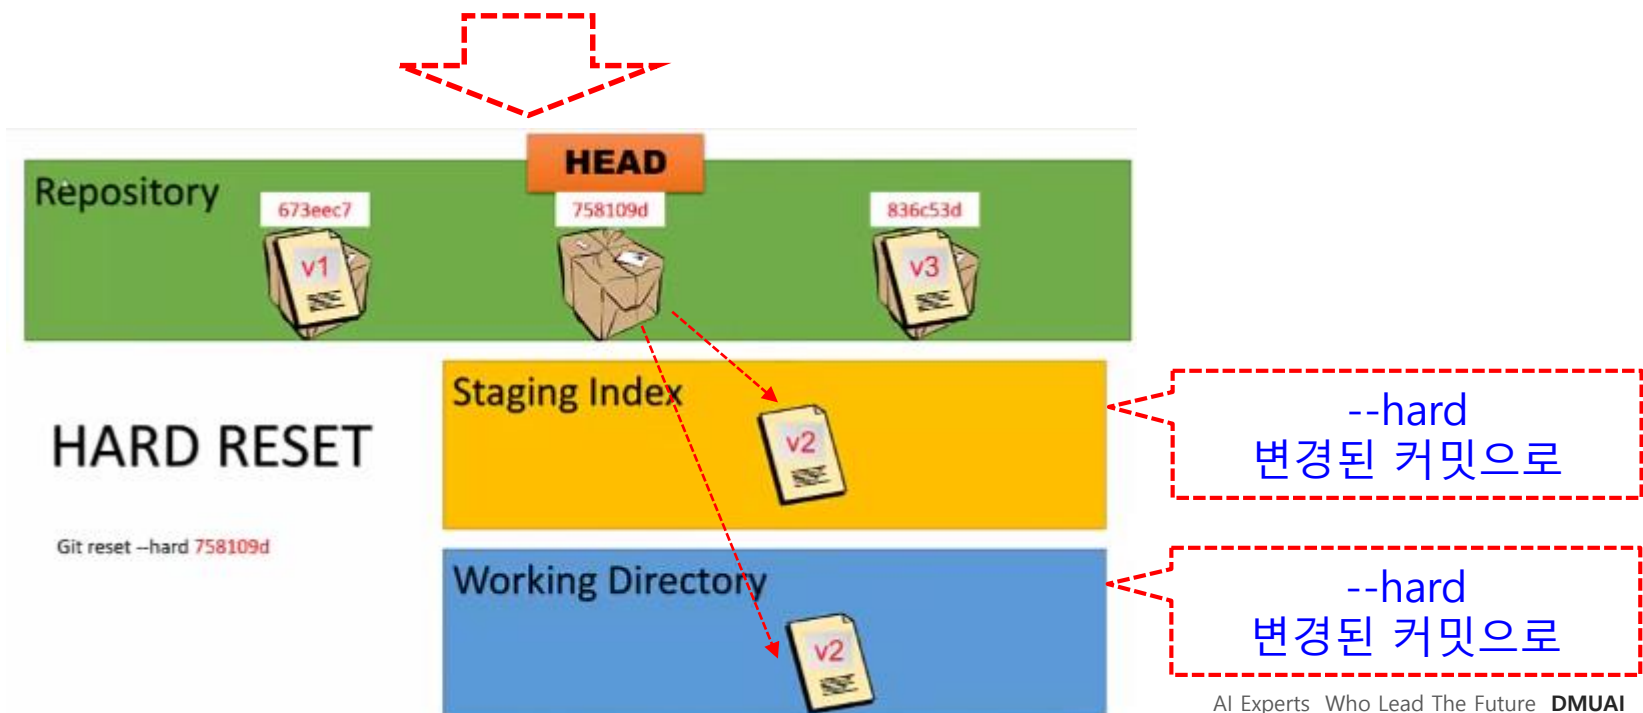 HEAD
Repository
673eec7
758109d
836c53d
v1
v3
Staging Index
v2
--hard
변경된 커밋으로
HARD RESET
Git reset --hard 758109d
Working Directory
v2
--hard
변경된 커밋으로
AI Experts Who Lead The Future DMUAI